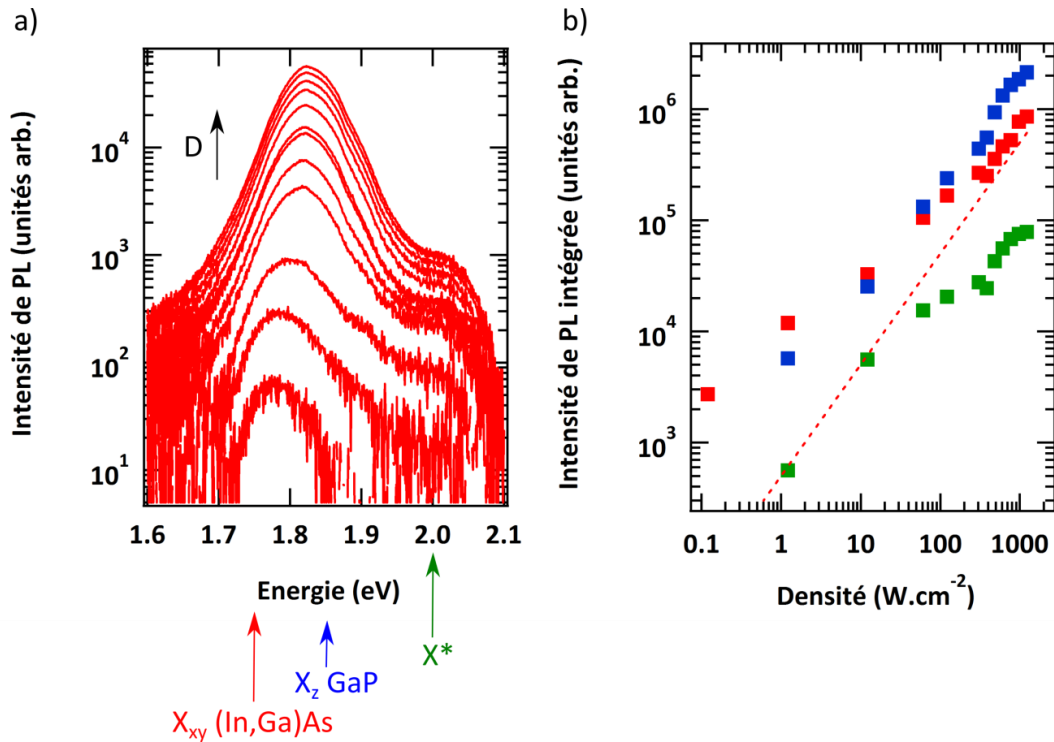 a)
Intensité de PL (unités arb.)
10^4
10^3
10^2
10^1
D
1.6 1.7 1.8 1.9 2.0 2.1
Energie (eV)
X*
X_z GaP
X_xy (In,Ga)As
b)
Intensité de PL intégrée (unités arb.)
10^6
10^5
10^4
10^3
0.1 1 10 100 1000
Densité (W.cm^-2)